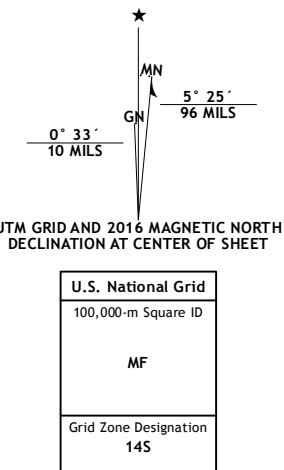 ★
MN
GN
5° 25´
96 MILS
0° 33´
10 MILS
UTM GRID AND 2016 MAGNETIC NORTH
DECLINATION AT CENTER OF SHEET
U.S. National Grid
100,000-m Square ID
MF
Grid Zone Designation
14S